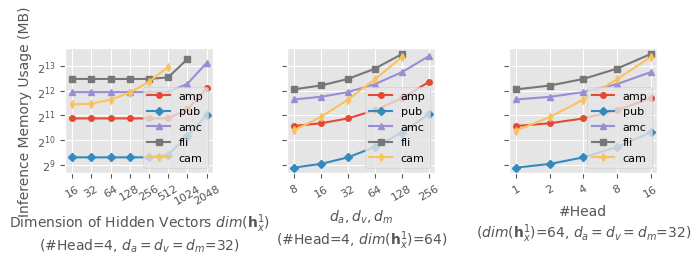 Inference Memory Usage (MB)
2^13
2^12
2^11
2^10
2^9
amp
pub
amc
fli
cam
16 32 64 128 256 512 1024 2048
Dimension of Hidden Vectors dim(h_x^1)
(#Head=4, d_a = d_v = d_m=32)
amp
pub
amc
fli
cam
8 16 32 64 128 256
d_a, d_v, d_m
(#Head=4, dim(h_x^1)=64)
amp
pub
amc
fli
cam
1 2 4 8 16
#Head
(dim(h_x^1)=64, d_a = d_v = d_m=32)